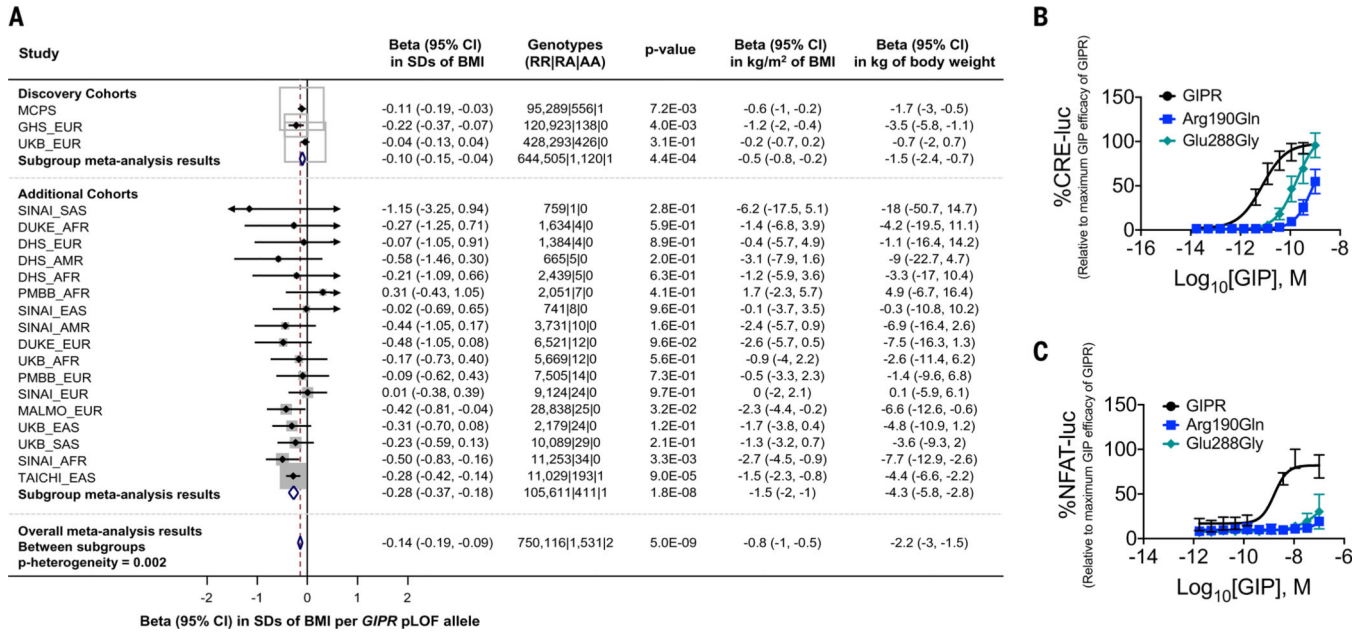 A
Study
Beta (95% CI) in SDs of BMI
Genotypes (RR|RA|AA)
p-value
Beta (95% CI) in kg/m² of BMI
Beta (95% CI) in kg of body weight
Discovery Cohorts
MCPS -0.11 (-0.19, -0.03) 95,289|556|1 7.2E-03 -0.6 (-1, -0.2) -1.7 (-3, -0.5)
GHS_EUR -0.22 (-0.37, -0.07) 120,923|138|0 4.0E-03 -1.2 (-2, -0.4) -3.5 (-5.8, -1.1)
UKB_EUR -0.04 (-0.13, 0.04) 428,293|426|0 3.1E-01 -0.2 (-0.7, 0.2) -0.7 (-2, 0.7)
Subgroup meta-analysis results -0.10 (-0.15, -0.04) 644,505|1,120|1 4.4E-04 -0.5 (-0.8, -0.2) -1.5 (-2.4, -0.7)
Additional Cohorts
SINAI_SAS -1.15 (-3.25, 0.94) 759|1|0 2.8E-01 -6.2 (-17.5, 5.1) -18 (-50.7, 14.7)
DUKE_AFR -0.27 (-1.25, 0.71) 1,634|4|0 5.9E-01 -1.4 (-6.8, 3.9) -4.2 (-19.5, 11.1)
DHS_EUR -0.07 (-1.05, 0.91) 1,384|4|0 8.9E-01 -0.4 (-5.7, 4.9) -1.1 (-16.4, 14.2)
DHS_AMR -0.58 (-1.46, 0.30) 665|5|0 2.0E-01 -3.1 (-7.9, 1.6) -9 (-22.7, 4.7)
DHS_AFR -0.21 (-1.09, 0.66) 2,439|5|0 6.3E-01 -1.2 (-5.9, 3.6) -3.3 (-17, 10.4)
PMBB_AFR 0.31 (-0.43, 1.05) 2,051|7|0 4.1E-01 1.7 (-2.3, 5.7) 4.9 (-6.7, 16.4)
SINAI_EAS -0.02 (-0.69, 0.65) 741|8|0 9.6E-01 -0.1 (-3.7, 3.5) -0.3 (-10.8, 10.2)
SINAI_AMR -0.44 (-1.05, 0.17) 3,731|10|0 1.6E-01 -2.4 (-5.7, 0.9) -6.9 (-16.4, 2.6)
DUKE_EUR -0.48 (-1.05, 0.08) 6,521|12|0 9.6E-02 -2.6 (-5.7, 0.5) -7.5 (-16.3, 1.3)
UKB_AFR -0.17 (-0.73, 0.40) 5,669|12|0 5.6E-01 -0.9 (-4, 2.2) -2.6 (-11.4, 6.2)
PMBB_EUR -0.09 (-0.62, 0.43) 7,505|14|0 7.3E-01 -0.5 (-3.3, 2.3) -1.4 (-9.6, 6.8)
SINAI_EUR 0.01 (-0.38, 0.39) 9,124|24|0 9.7E-01 0 (-2, 2.1) 0.1 (-5.9, 6.1)
MALMO_EUR -0.42 (-0.81, -0.04) 28,838|25|0 3.2E-02 -2.3 (-4.4, -0.2) -6.6 (-12.6, -0.6)
UKB_EAS -0.31 (-0.70, 0.08) 2,179|24|0 1.2E-01 -1.7 (-3.8, 0.4) -4.8 (-10.9, 1.2)
UKB_SAS -0.23 (-0.59, 0.13) 10,089|29|0 2.1E-01 -1.3 (-3.2, 0.7) -3.6 (-9.3, 2)
SINAI_AFR -0.50 (-0.83, -0.16) 11,253|34|0 3.3E-03 -2.7 (-4.5, -0.9) -7.7 (-12.9, -2.6)
TAICHI_EAS -0.28 (-0.42, -0.14) 11,029|193|1 9.0E-05 -1.5 (-2.3, -0.8) -4.4 (-6.6, -2.2)
Subgroup meta-analysis results -0.28 (-0.37, -0.18) 105,611|411|1 1.8E-08 -1.5 (-2, -1) -4.3 (-5.8, -2.8)
Overall meta-analysis results
Between subgroups -0.14 (-0.19, -0.09) 750,116|1,531|2 5.0E-09 -0.8 (-1, -0.5) -2.2 (-3, -1.5)
p-heterogeneity = 0.002
-2 -1 0 1 2
Beta (95% CI) in SDs of BMI per GIPR pLOF allele
B
%CRE-luc
(Relative to maximum GIP efficacy of GIPR)
150
100
50
0
GIPR
Arg190Gln
Glu288Gly
-16 -14 -12 -10 -8
Log10[GIP], M
C
%NFAT-luc
(Relative to maximum GIP efficacy of GIPR)
150
100
50
0
GIPR
Arg190Gln
Glu288Gly
-14 -12 -10 -8 -6
Log10[GIP], M